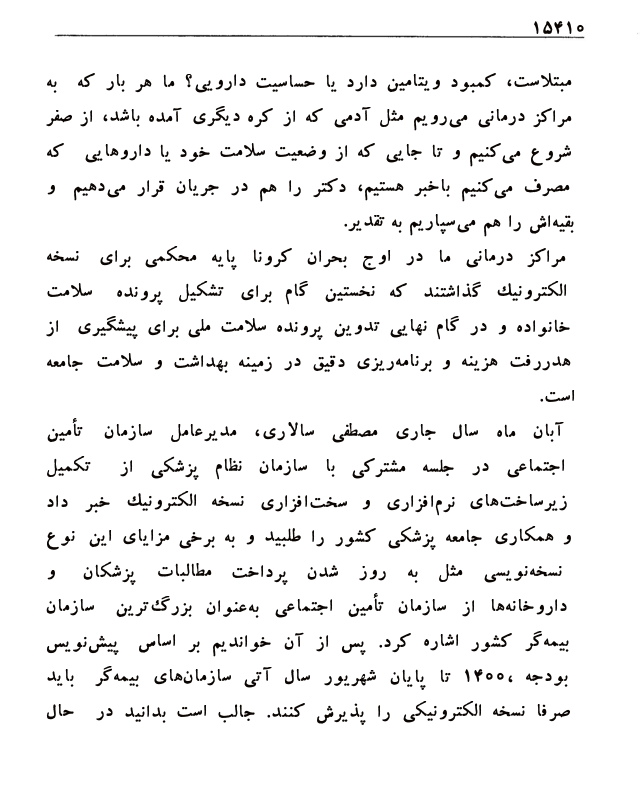 ۱۵۴۱۰
مبتلاست، کمبود ویتامین دارد یا حساسیت دارویی؟ ما هر بار که به
مراکز درمانی می‌رویم مثل آدمی که از کره دیگری آمده باشد، از صفر
شروع می‌کنیم و تا جایی که از وضعیت سلامت خود یا داروهایی که
مصرف می‌کنیم باخبر هستیم، دکتر را هم در جریان قرار می‌دهیم و
بقیه‌اش را هم می‌سپاریم به تقدیر.
مراکز درمانی ما در اوج بحران کرونا پایه محکمی برای نسخه
الکترونیك گذاشتند که نخستین گام برای تشکیل پرونده سلامت
خانواده و در گام نهایی تدوین پرونده سلامت ملی برای پیشگیری از
هدررفت هزینه و برنامه‌ریزی دقیق در زمینه بهداشت و سلامت جامعه
است.
آبان ماه سال جاری مصطفی سالاری، مدیرعامل سازمان تأمین
اجتماعی در جلسه مشترکی با سازمان نظام پزشکی از تکمیل
زیرساخت‌های نرم‌افزاری و سخت‌افزاری نسخه الکترونیك خبر داد
و همکاری جامعه پزشکی کشور را طلبید و به برخی مزایای این نوع
نسخه‌نویسی مثل به روز شدن پرداخت مطالبات پزشکان و
داروخانه‌ها از سازمان تأمین اجتماعی به‌عنوان بزرگ‌ترین سازمان
بیمه‌گر کشور اشاره کرد. پس از آن خواندیم بر اساس پیش‌نویس
بودجه ،۱۴۰۰ تا پایان شهریور سال آتی سازمان‌های بیمه‌گر باید
صرفا نسخه الکترونیکی را پذیرش کنند. جالب است بدانید در حال